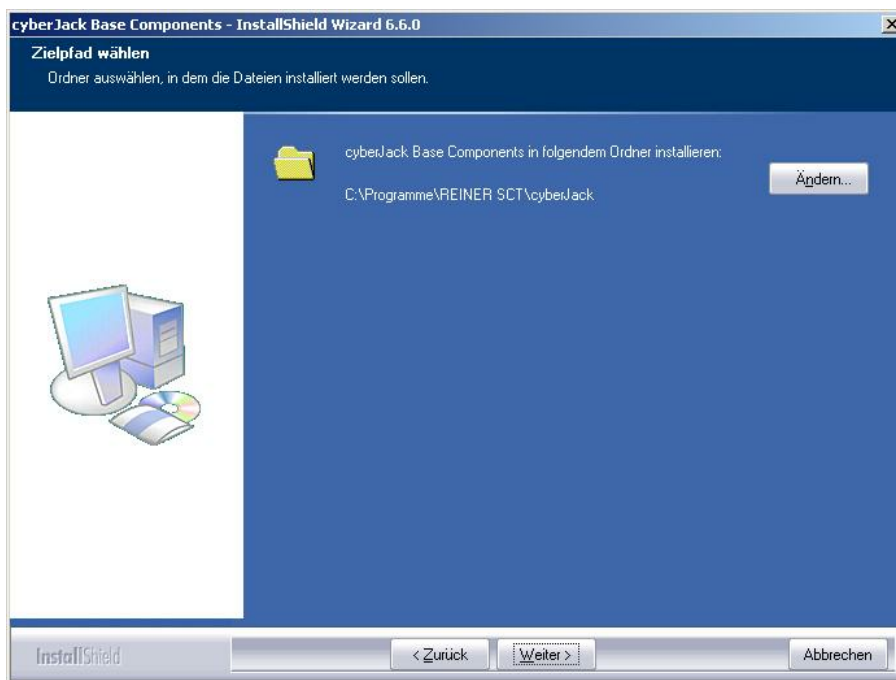 cyberJack Base Components - InstallShield Wizard 6.6.0
Zielpfad wählen
Ordner auswählen, in dem die Dateien installiert werden sollen.
cyberJack Base Components in folgendem Ordner installieren:
Ändern...
C:\Programme\REINER SCT\cyberJack
InstallShield
< Zurück
Weiter >
Abbrechen